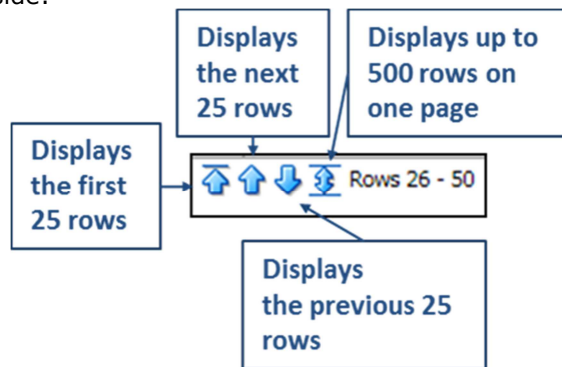 side.
Displays
the next
25 rows
Displays up to
500 rows on
one page
Displays
the first
25 rows
Rows 26 - 50
Displays
the previous 25
rows